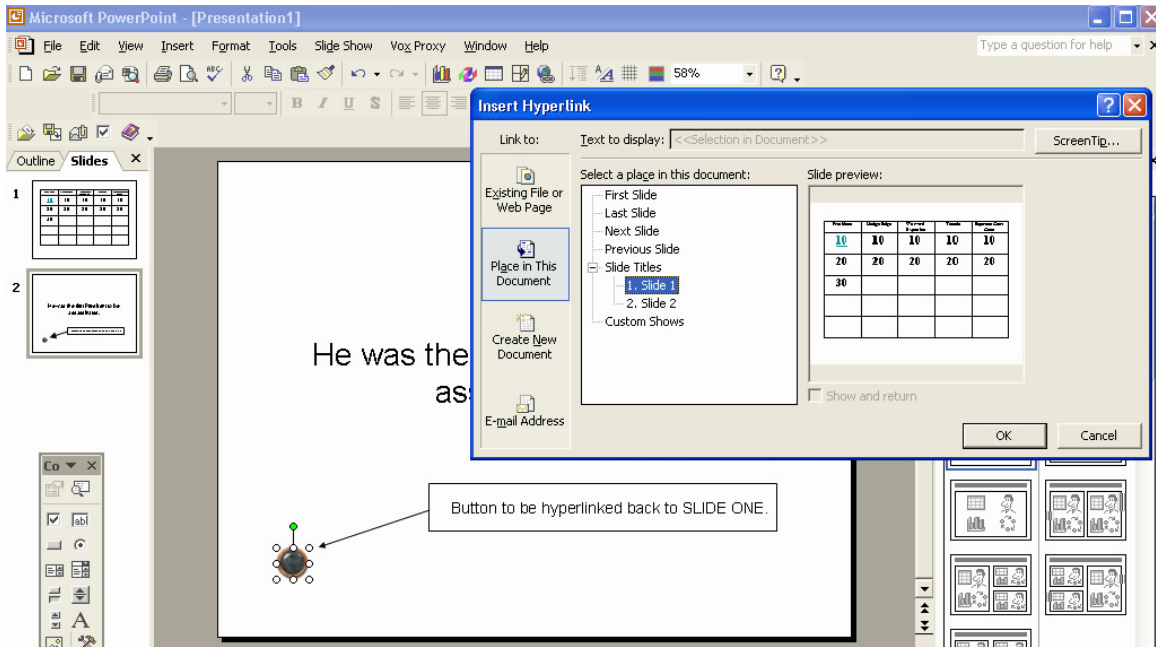 Microsoft PowerPoint - [Presentation1]
File Edit View Insert Format Tools Slide Show Vox Proxy Window Help
Type a question for help
58%
B I U S
Outline Slides
1
2
Insert Hyperlink
Link to:
Text to display: <<Selection in Document>>
ScreenTip...
Existing File or
Web Page
Place in This
Document
Create New
Document
E-mail Address
Select a place in this document:
First Slide
Last Slide
Next Slide
Previous Slide
Slide Titles
1. Slide 1
2. Slide 2
Custom Shows
Slide preview:
10 10 10 10 10
20 20 20 20 20
30
Show and return
OK Cancel
He was the
as
Button to be hyperlinked back to SLIDE ONE.
Co